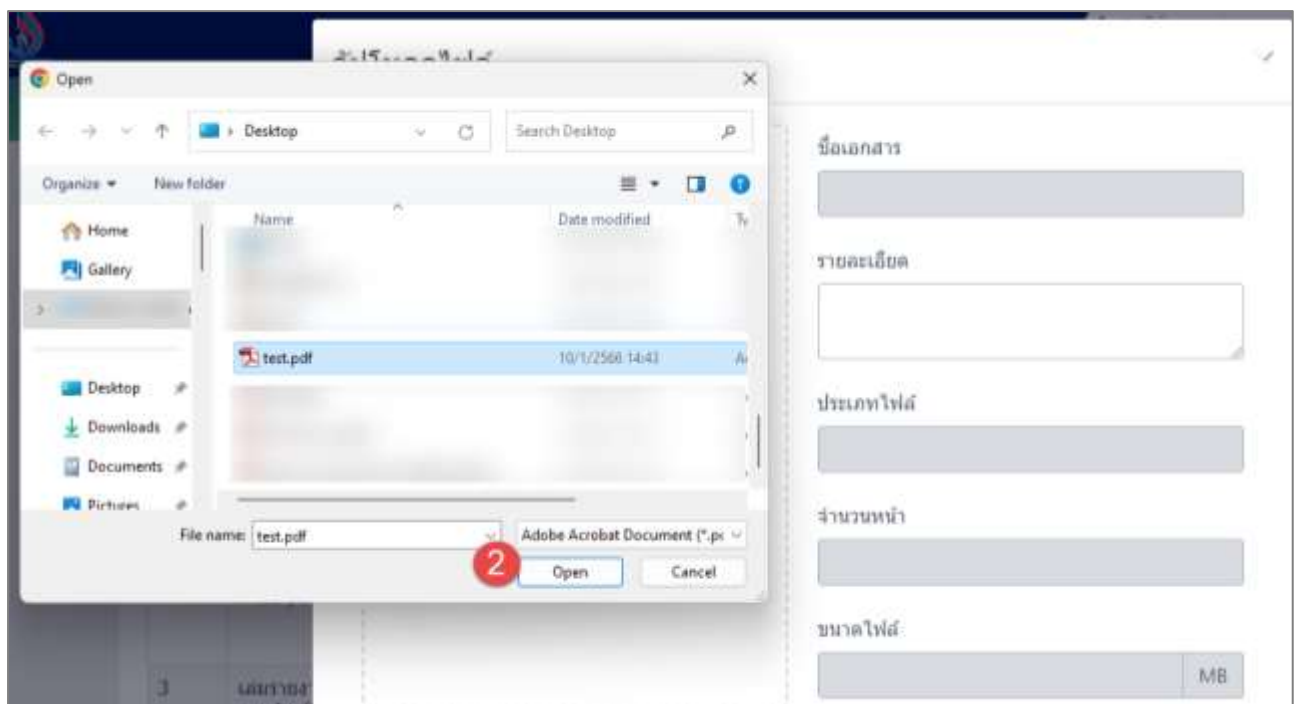 Open
Desktop
Search Desktop
Organize
New folder
Name
Date modified
Home
Gallery
test.pdf
10/1/2566 14:43
Desktop
Downloads
Documents
Pictures
File name:
test.pdf
Adobe Acrobat Document (*.p
2
Open
Cancel
ชื่อเอกสาร
รายละเอียด
ประเภทไฟล์
จำนวนหน้า
ขนาดไฟล์
MB
3